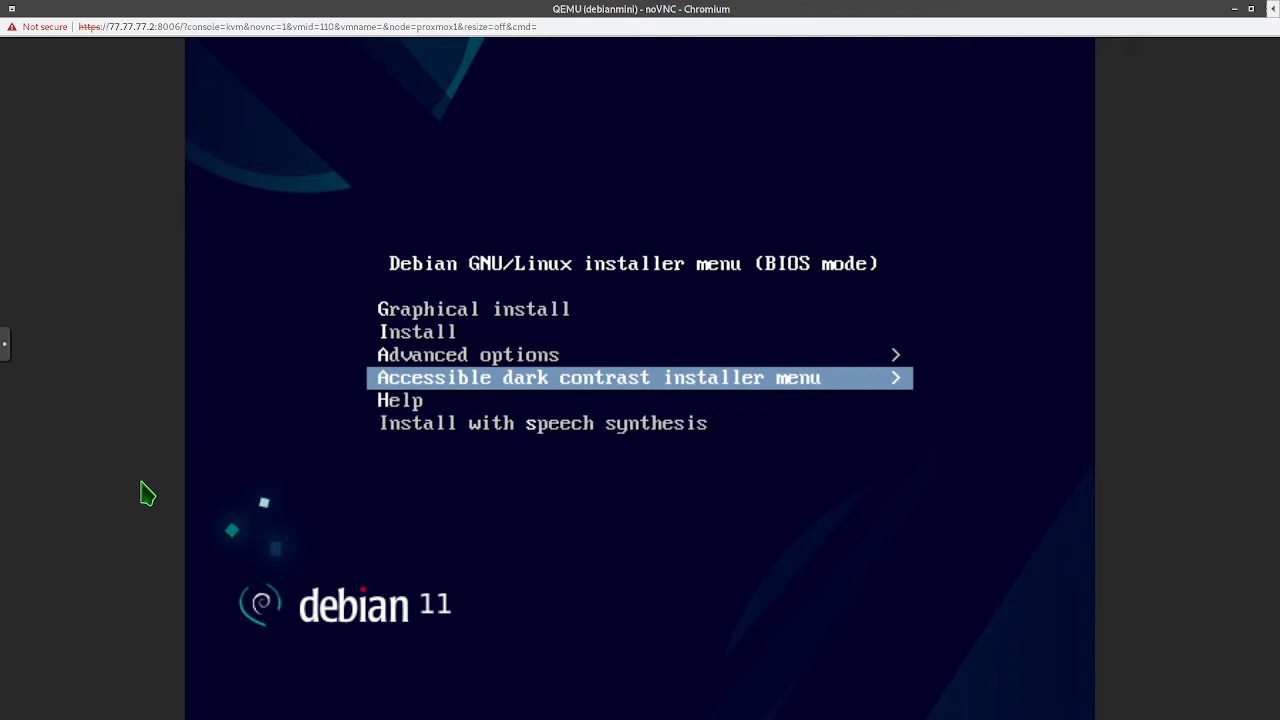 QEMU (debianmini) - noVNC - Chromium
Not secure | https://77.77.77.2:8006/?console=kvm&novnc=1&vmid=110&vmname=&node=proxmox1&resize=off&cmd=
Debian GNU/Linux installer menu (BIOS mode)
Graphical install
Install
Advanced options >
Accessible dark contrast installer menu >
Help
Install with speech synthesis
debian 11